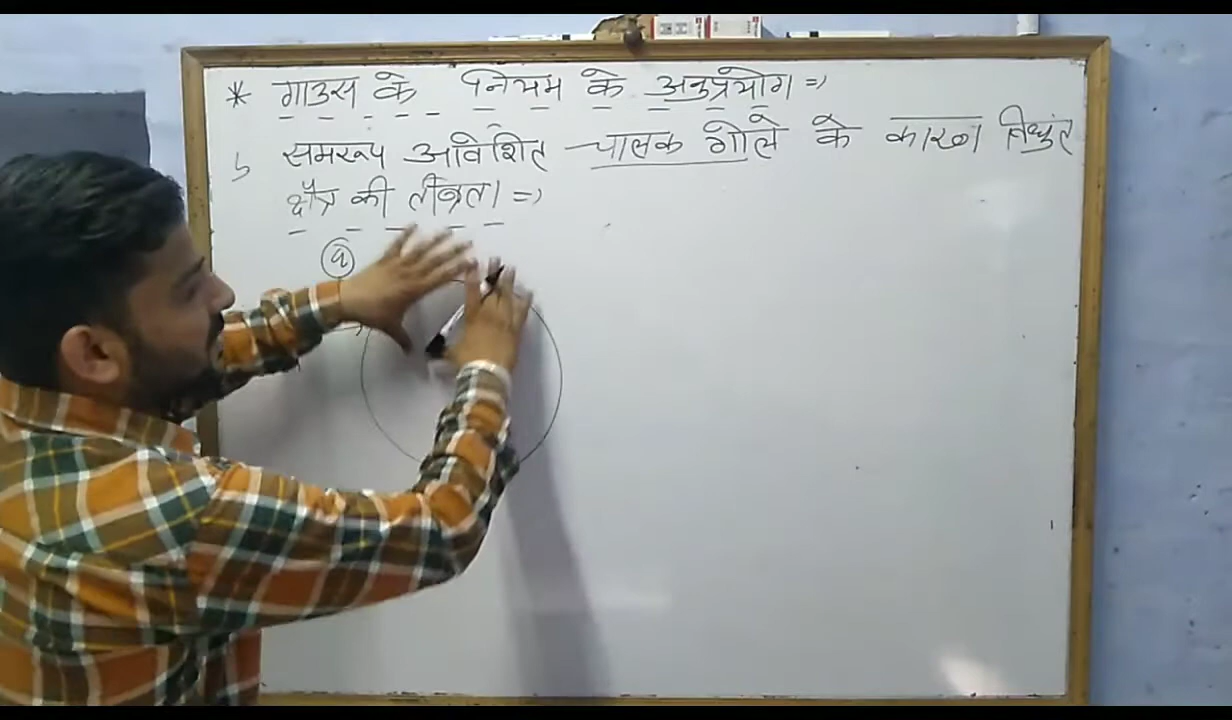 * गाउस के नियम के अनुप्रयोग =>
↳ समरूप आवेशित चालक गोले के कारण विधुत
क्षेत्र की तीव्रता =>
(a)